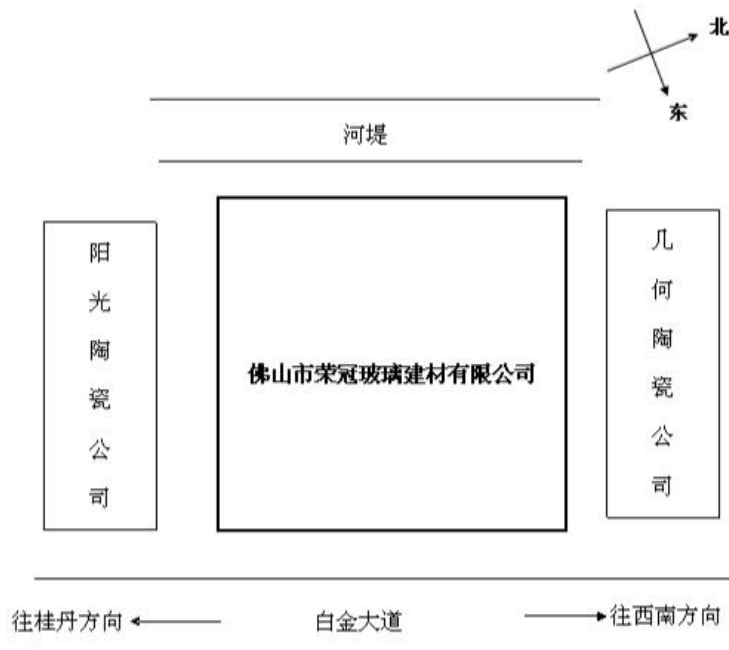 北
东
河堤
阳光陶瓷公司
佛山市荣冠玻璃建材有限公司
几何陶瓷公司
往桂丹方向
白金大道
往西南方向